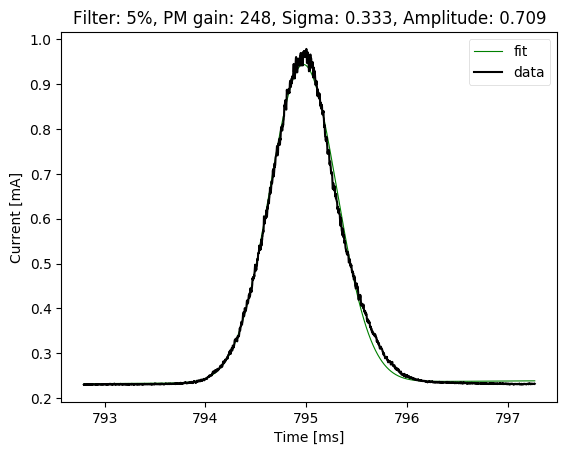 Filter: 5%, PM gain: 248, Sigma: 0.333, Amplitude: 0.709
fit
data
Current [mA]
1.0
0.9
0.8
0.7
0.6
0.5
0.4
0.3
0.2
793 794 795 796 797
Time [ms]